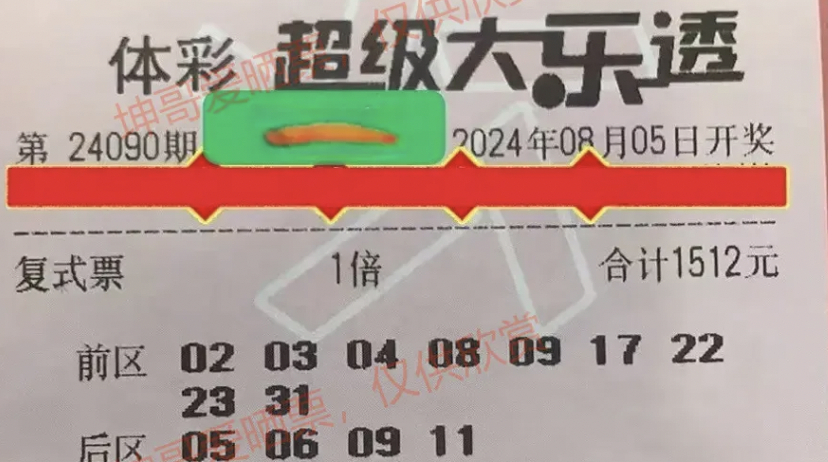 体彩 超级大乐透
第 24090期 2024年08月05日开奖
复式票 1倍 合计1512元
前区 02 03 04 08 09 17 22
23 31
后区 05 06 09 11
坤哥爱晒票，仅供欣赏
坤哥爱晒票，仅供欣赏